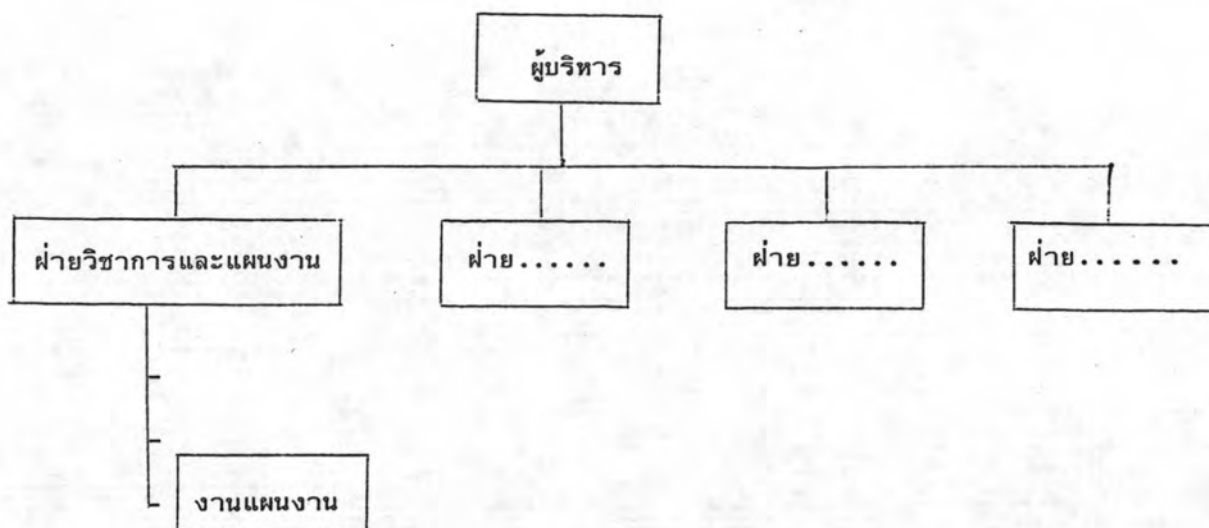 ผู้บริหาร
ฝ่ายวิชาการและแผนงาน
ฝ่าย......
ฝ่าย......
ฝ่าย......
งานแผนงาน